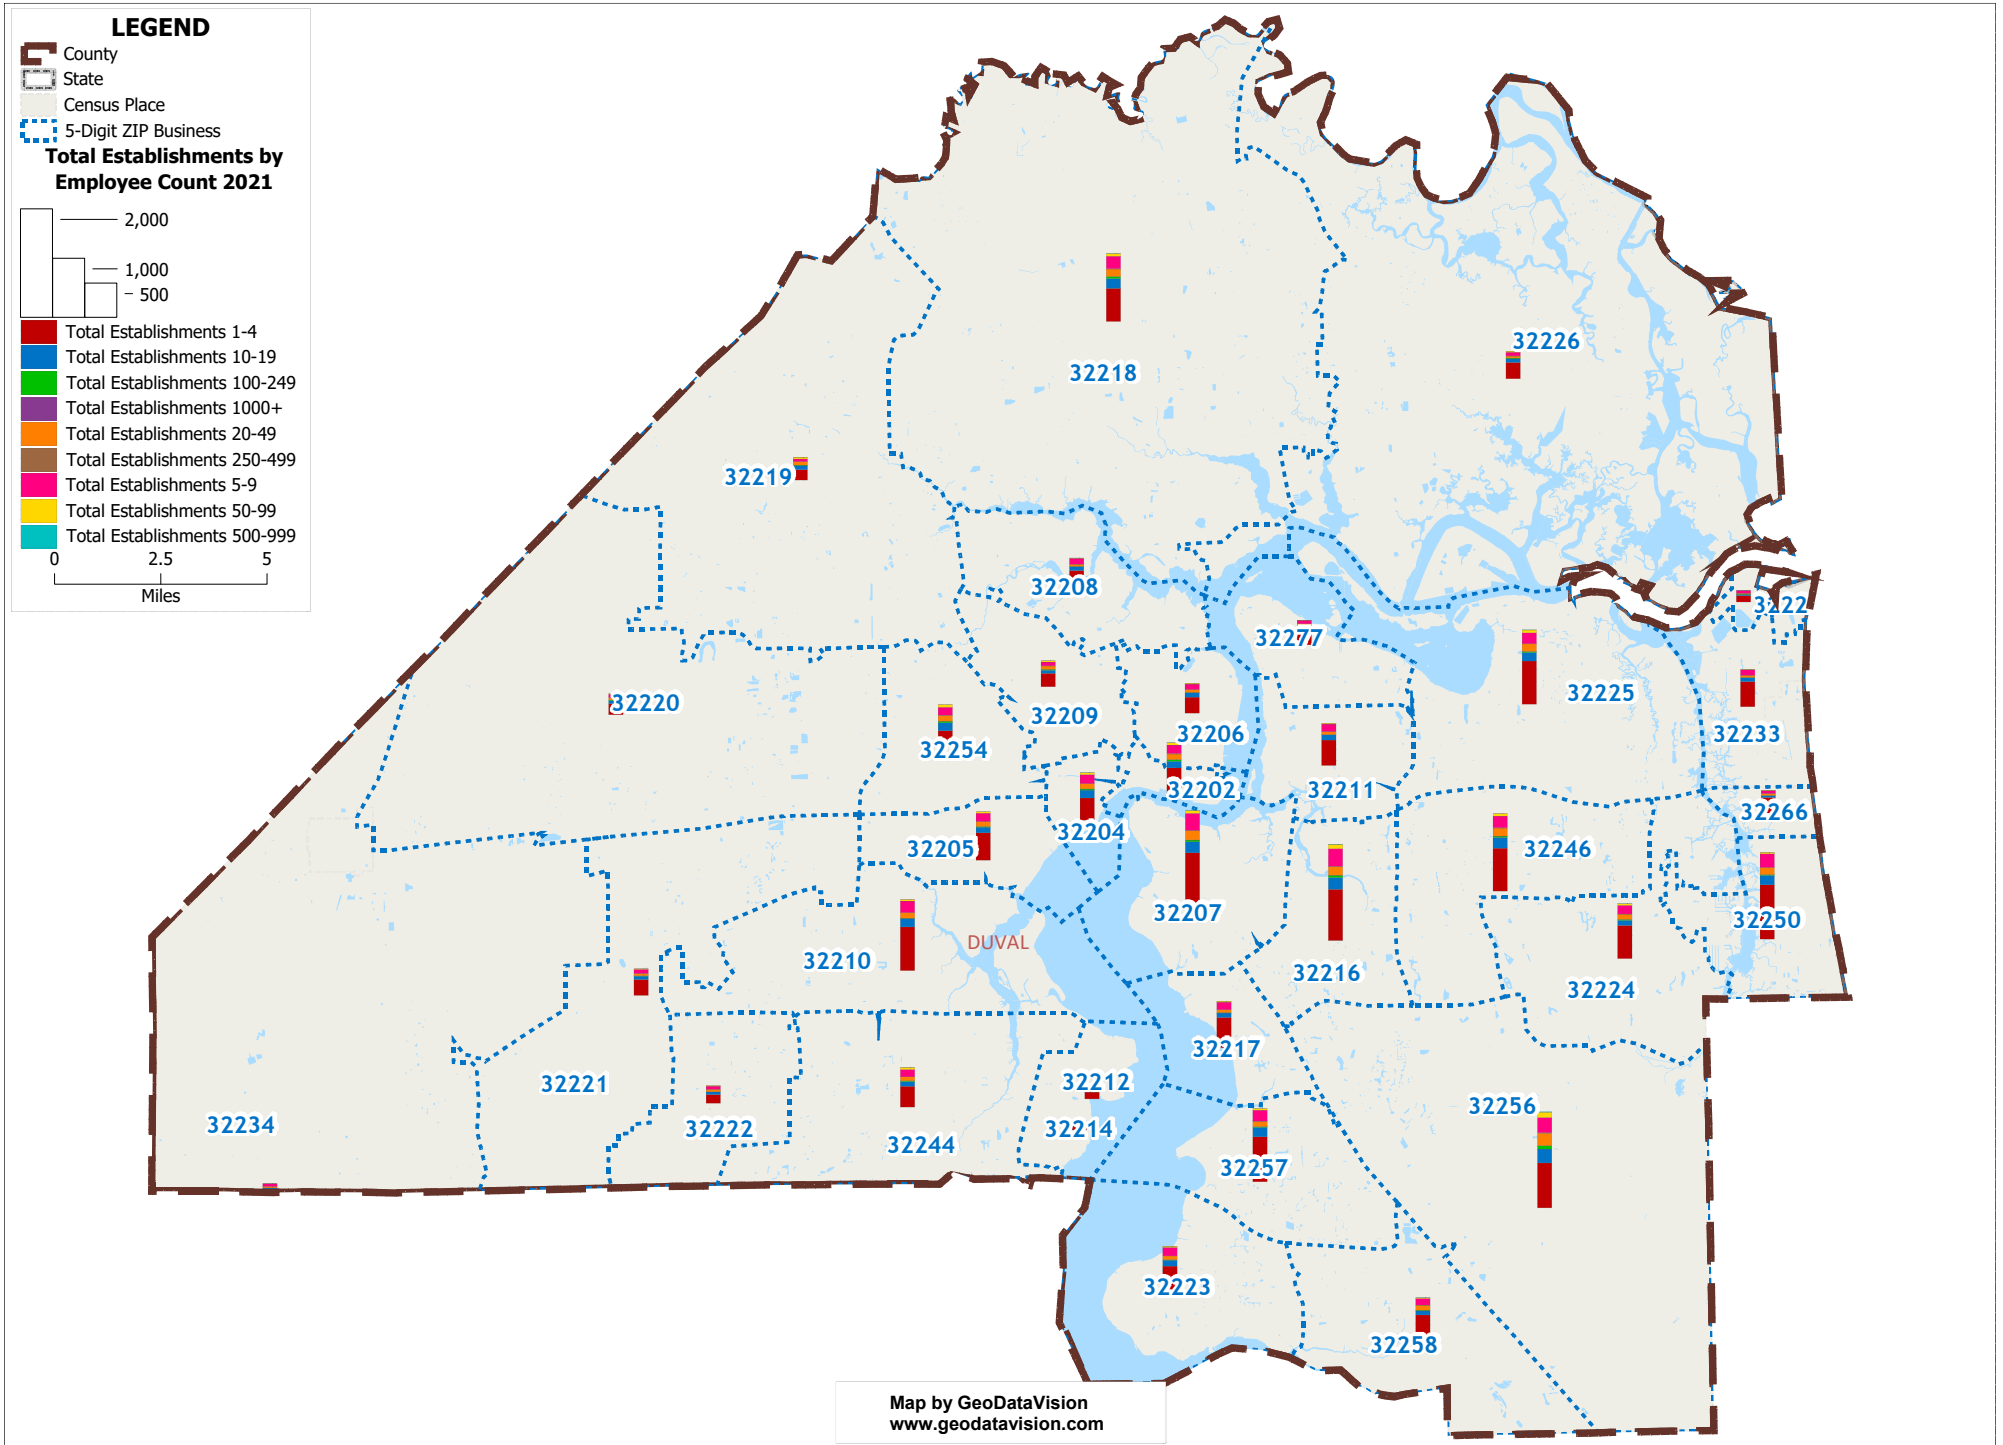 LEGEND
County
State
Census Place
5-Digit ZIP Business
Total Establishments by
Employee Count 2021
2,000
1,000
500
Total Establishments 1-4
Total Establishments 10-19
Total Establishments 100-249
Total Establishments 1000+
Total Establishments 20-49
Total Establishments 250-499
Total Establishments 5-9
Total Establishments 50-99
Total Establishments 500-999
0 2.5 5
Miles
32226
32218
32219
32208
3222
32277
32220
32225
32209
32206
32233
32254
32202
32211
32266
32204
32205
32246
32207
32250
DUVAL
32210
32216
32224
32217
32221
32212
32256
32234
32222
32214
32244
32257
32223
32258
Map by GeoDataVision
www.geodatavision.com